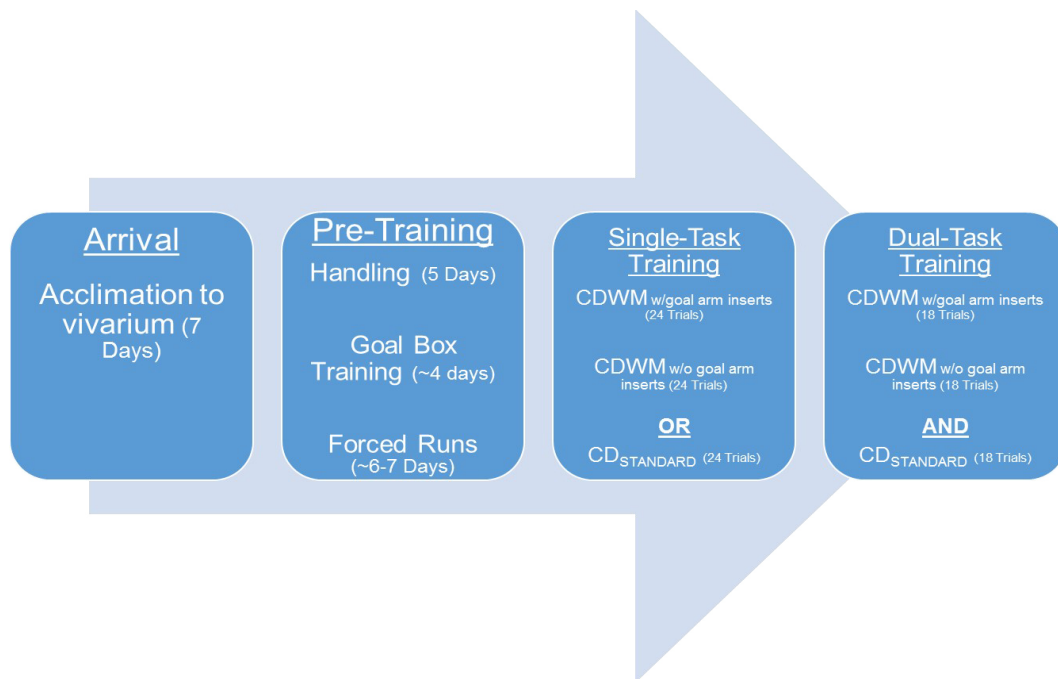 Arrival
Acclimation to
vivarium (7
Days)
Pre-Training
Handling (5 Days)
Goal Box
Training (~4 days)
Forced Runs
(~6-7 Days)
Single-Task
Training
CDWM w/goal arm inserts
(24 Trials)
CDWM w/o goal arm
inserts (24 Trials)
OR
CDSTANDARD (24 Trials)
Dual-Task
Training
CDWM w/goal arm inserts
(18 Trials)
CDWM w/o goal arm
inserts (18 Trials)
AND
CDSTANDARD (18 Trials)